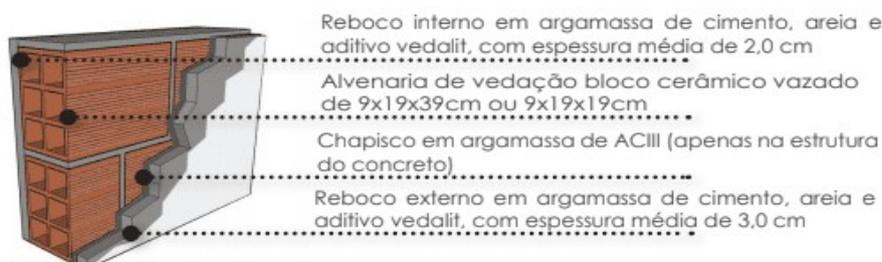 Reboco interno em argamassa de cimento, areia e
aditivo vedalit, com espessura média de 2,0 cm
Alvenaria de vedação bloco cerâmico vazado
de 9x19x39cm ou 9x19x19cm
Chapisco em argamassa de ACIII (apenas na estrutura
do concreto)
Reboco externo em argamassa de cimento, areia e
aditivo vedalit, com espessura média de 3,0 cm